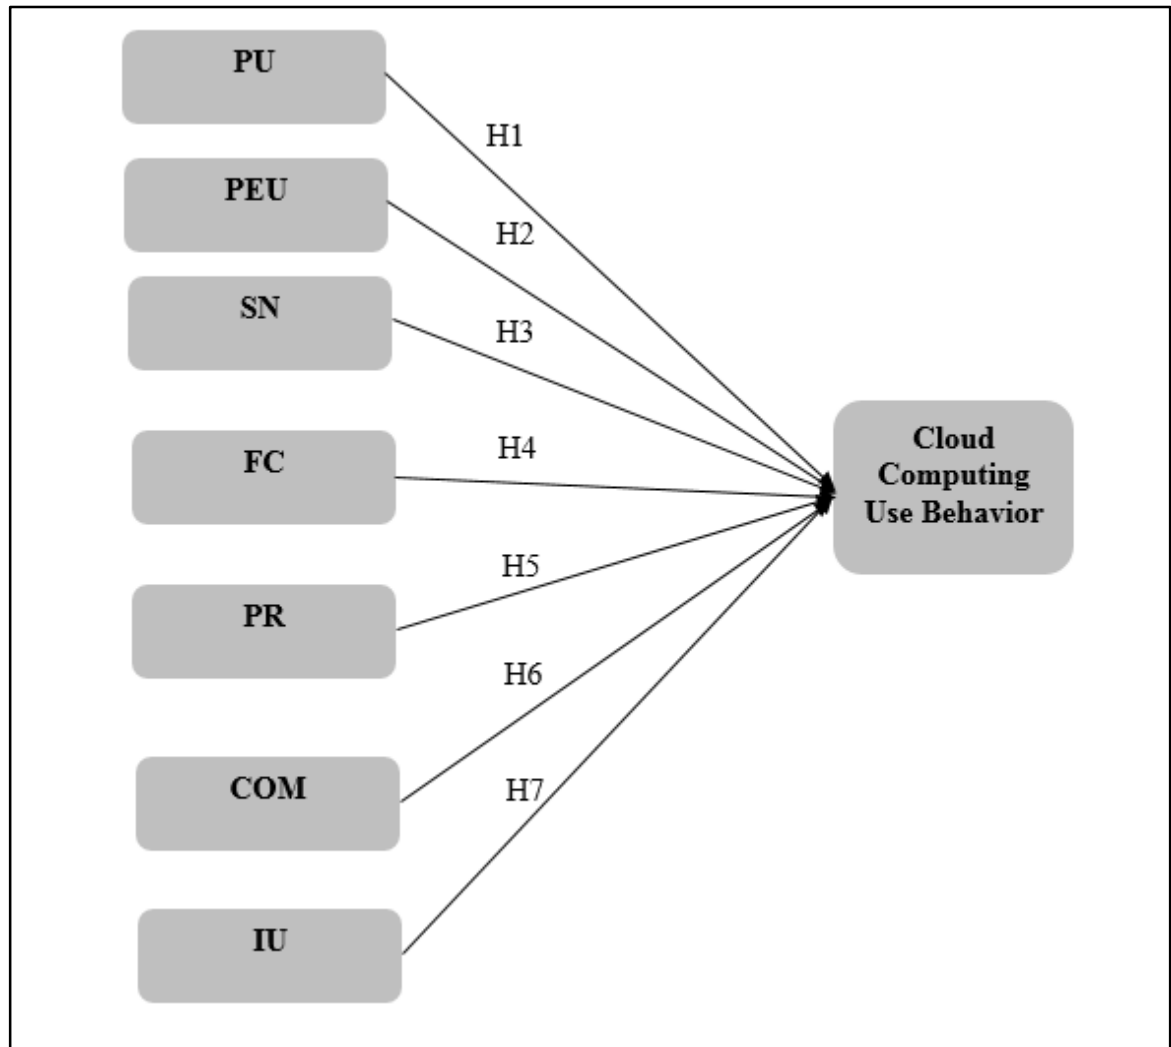 PU
H1
PEU
H2
SN
H3
FC
H4
Cloud
Computing
Use Behavior
PR
H5
COM
H6
IU
H7